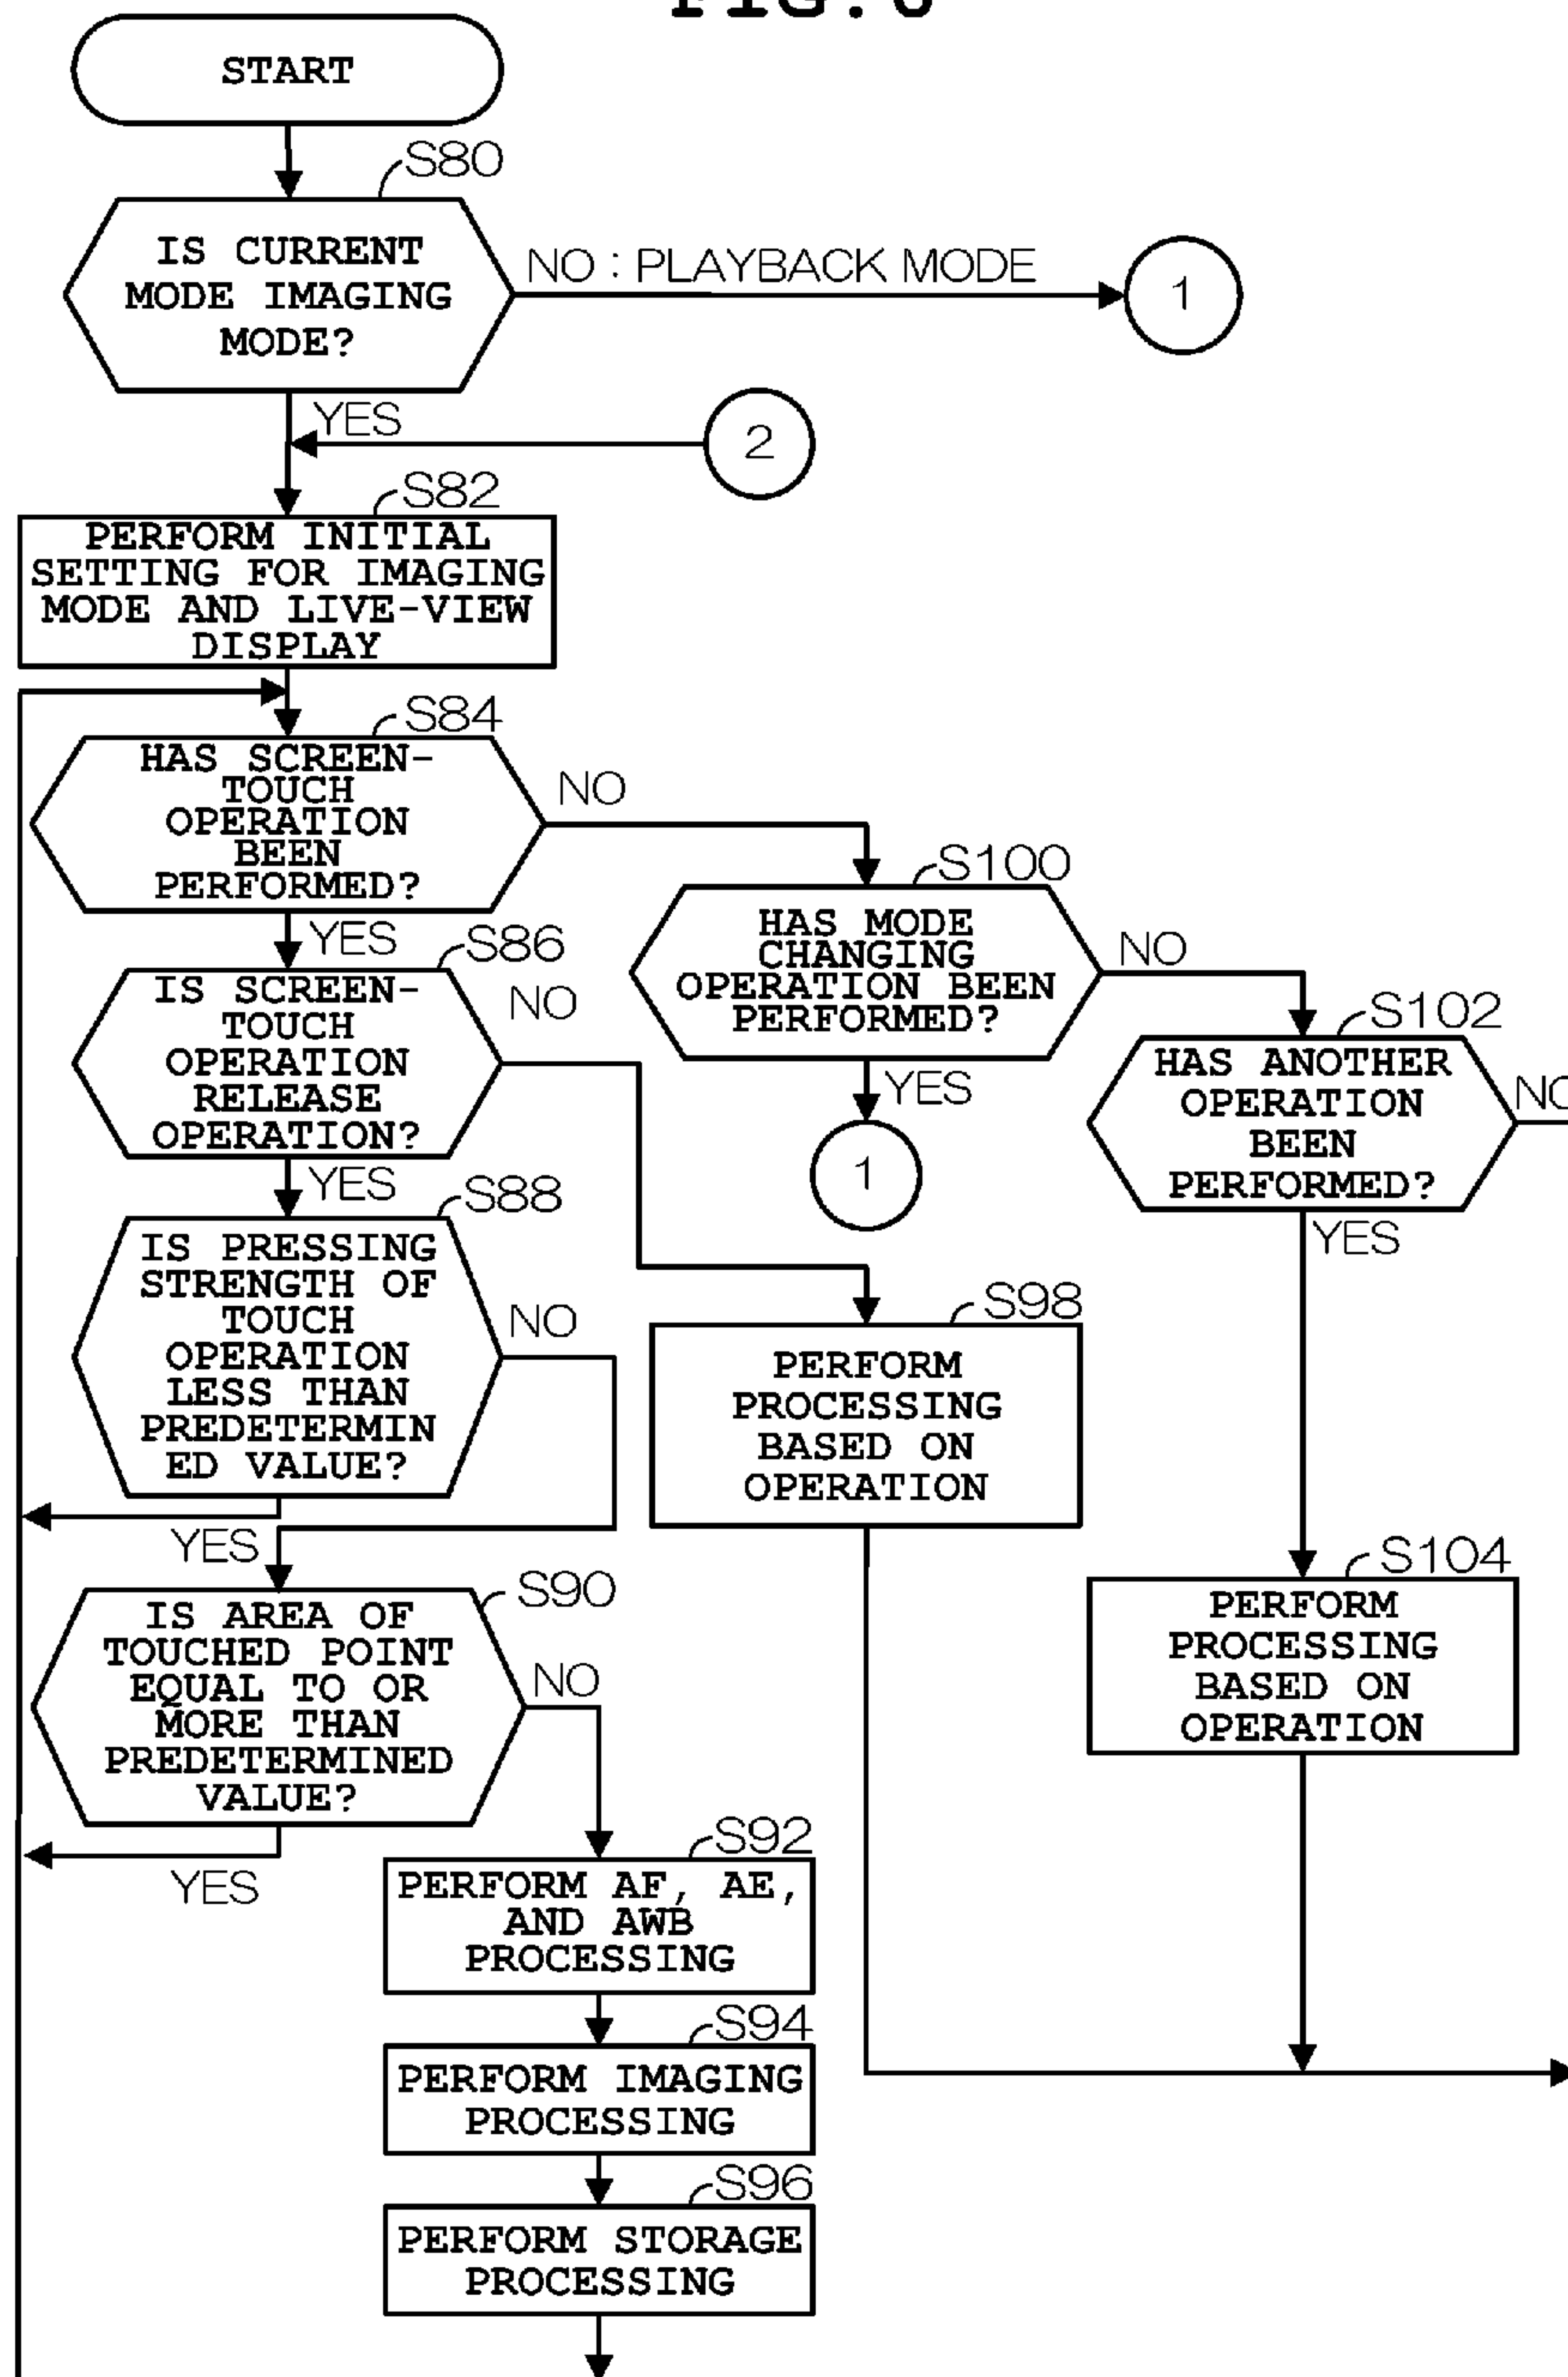 START
S80
IS CURRENT
MODE IMAGING
MODE?
NO : PLAYBACK MODE
1
YES
2
S82
PERFORM INITIAL
SETTING FOR IMAGING
MODE AND LIVE-VIEW
DISPLAY
S84
HAS SCREEN-
TOUCH
OPERATION
BEEN
PERFORMED?
NO
YES
S100
HAS MODE
CHANGING
OPERATION BEEN
PERFORMED?
NO
YES
1
S102
HAS ANOTHER
OPERATION
BEEN
PERFORMED?
NO
YES
S86
IS SCREEN-
TOUCH
OPERATION
RELEASE
OPERATION?
NO
YES
S88
IS PRESSING
STRENGTH OF
TOUCH
OPERATION
LESS THAN
PREDETERMIN
ED VALUE?
NO
YES
S98
PERFORM
PROCESSING
BASED ON
OPERATION
S104
PERFORM
PROCESSING
BASED ON
OPERATION
S90
IS AREA OF
TOUCHED POINT
EQUAL TO OR
MORE THAN
PREDETERMINED
VALUE?
NO
YES
S92
PERFORM AF, AE,
AND AWB
PROCESSING
S94
PERFORM IMAGING
PROCESSING
S96
PERFORM STORAGE
PROCESSING